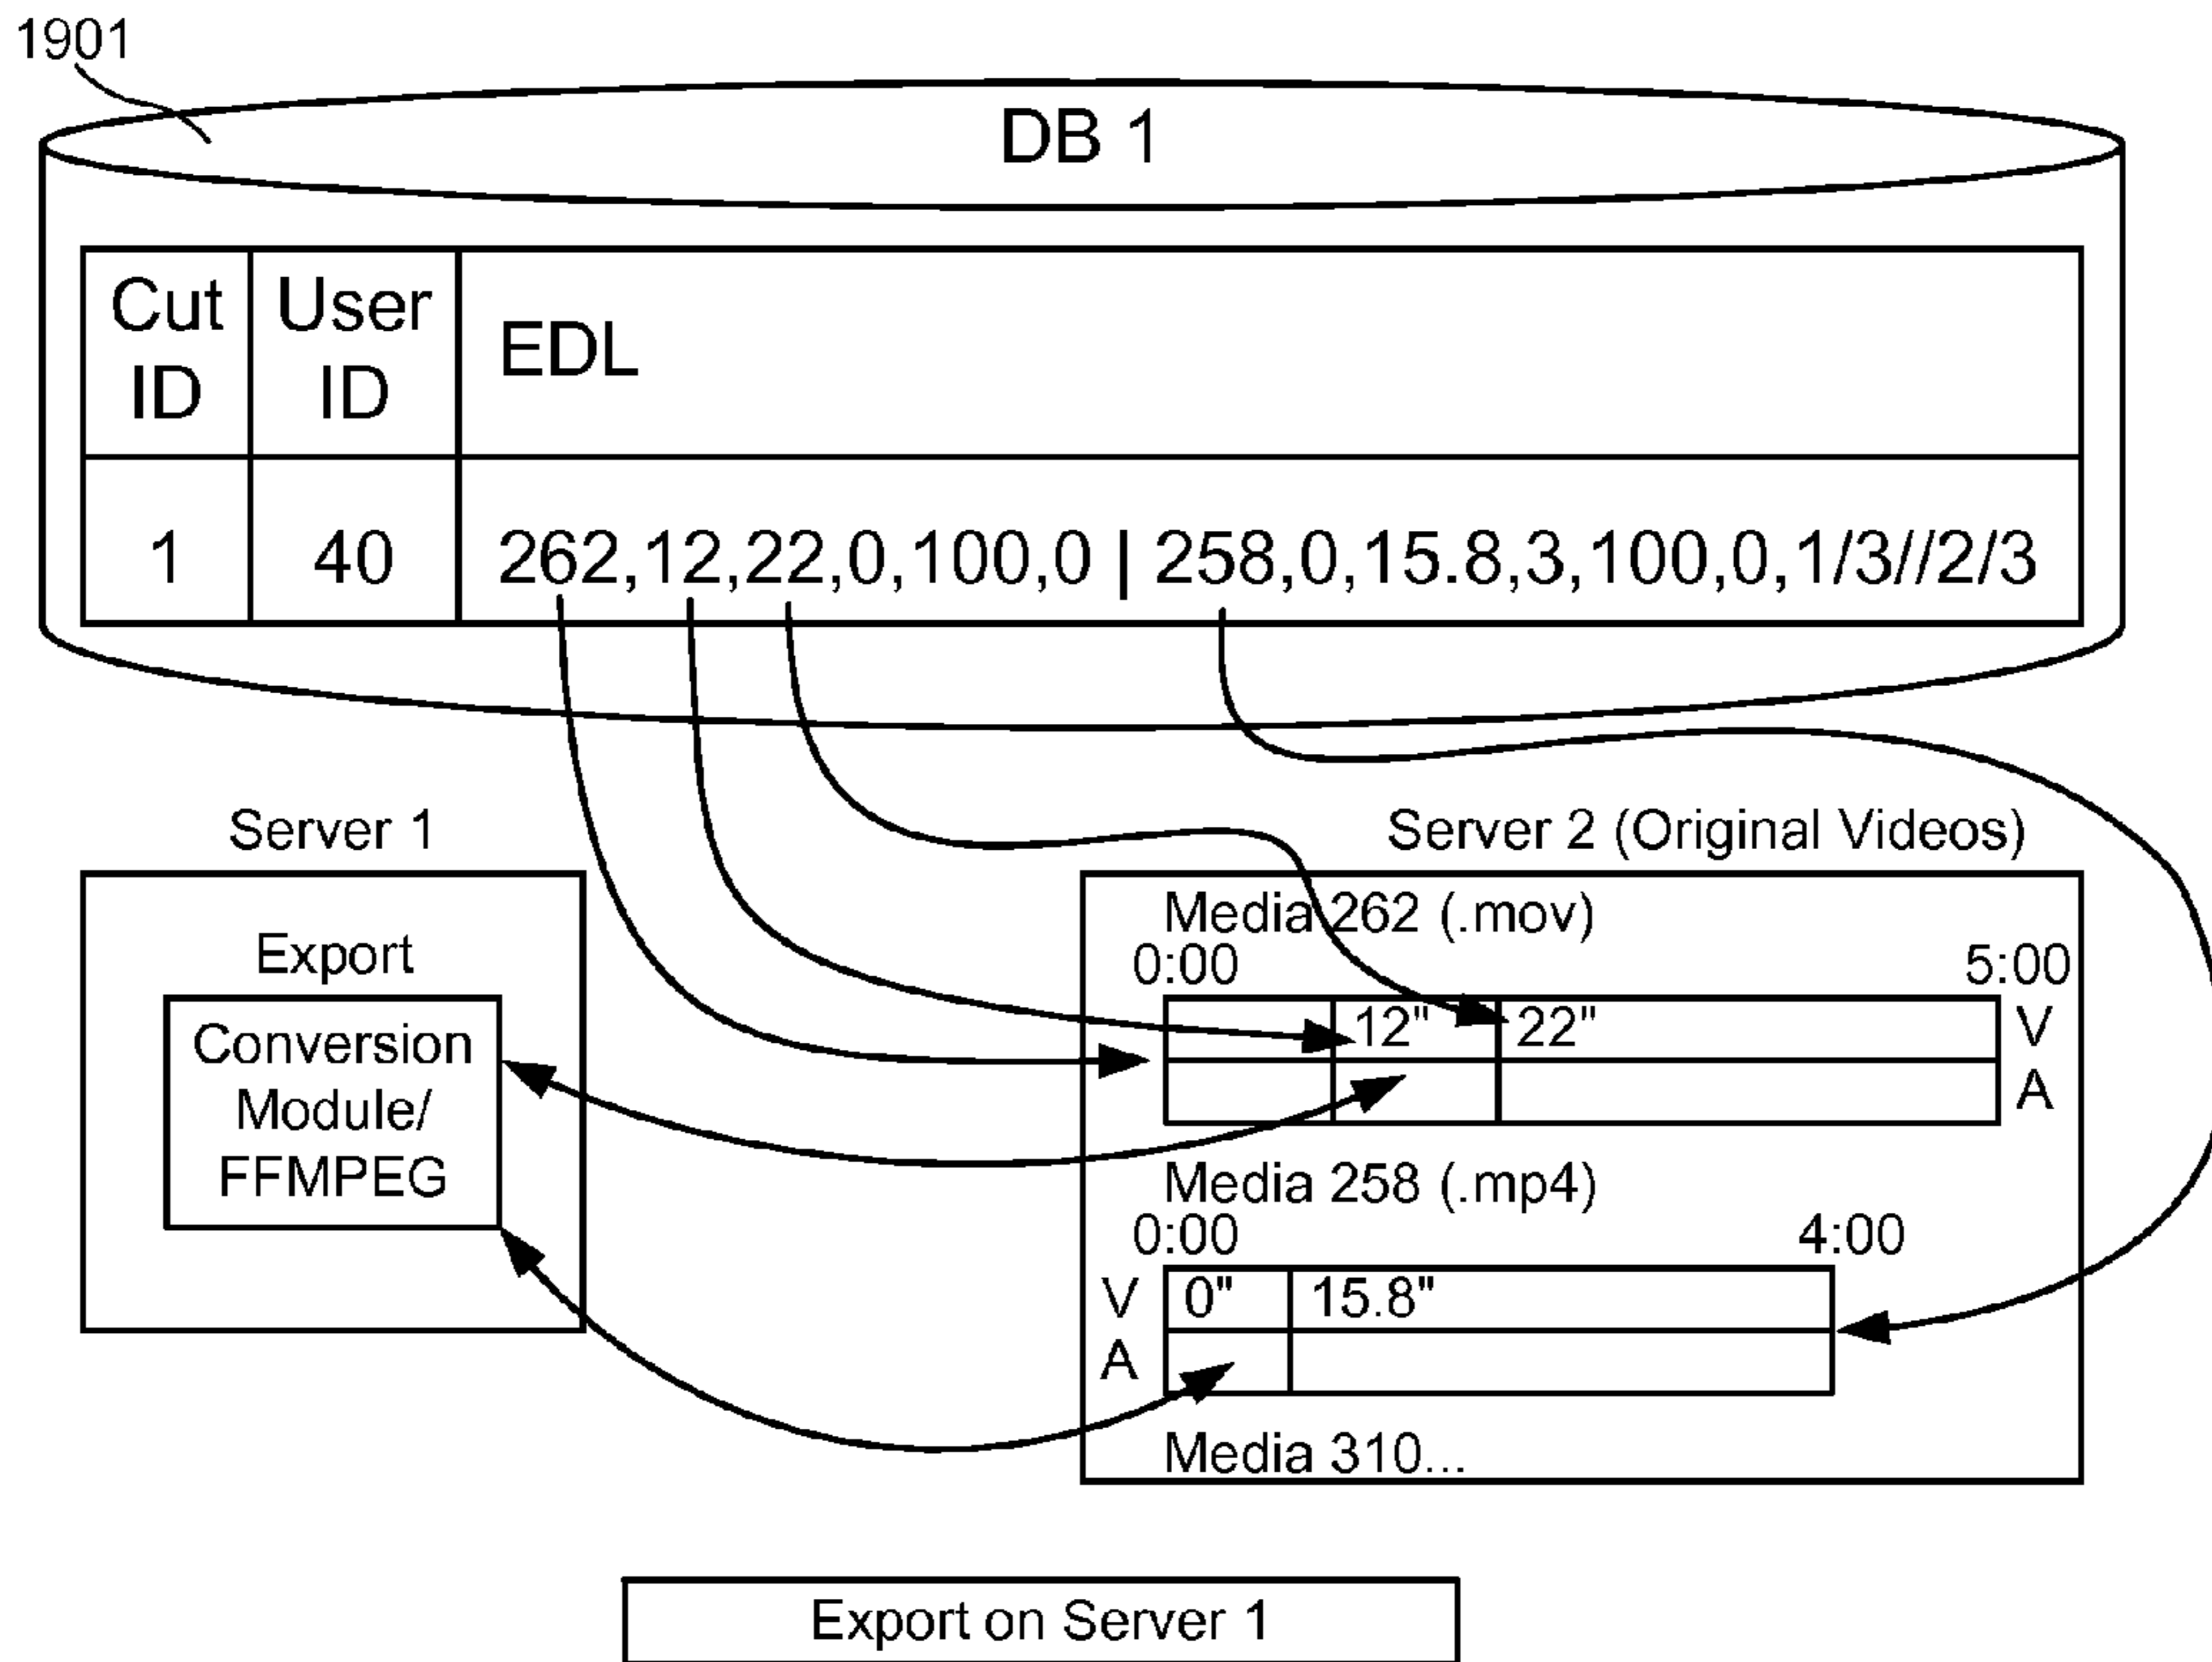 1901
DB 1
Cut ID
User ID
EDL
1
40
262,12,22,0,100,0 | 258,0,15.8,3,100,0,1/3//2/3
Server 1
Export
Conversion
Module/
FFMPEG
Server 2 (Original Videos)
Media 262 (.mov)
0:00
5:00
12"
22"
V
A
Media 258 (.mp4)
0:00
4:00
V
0"
15.8"
A
Media 310...
Export on Server 1